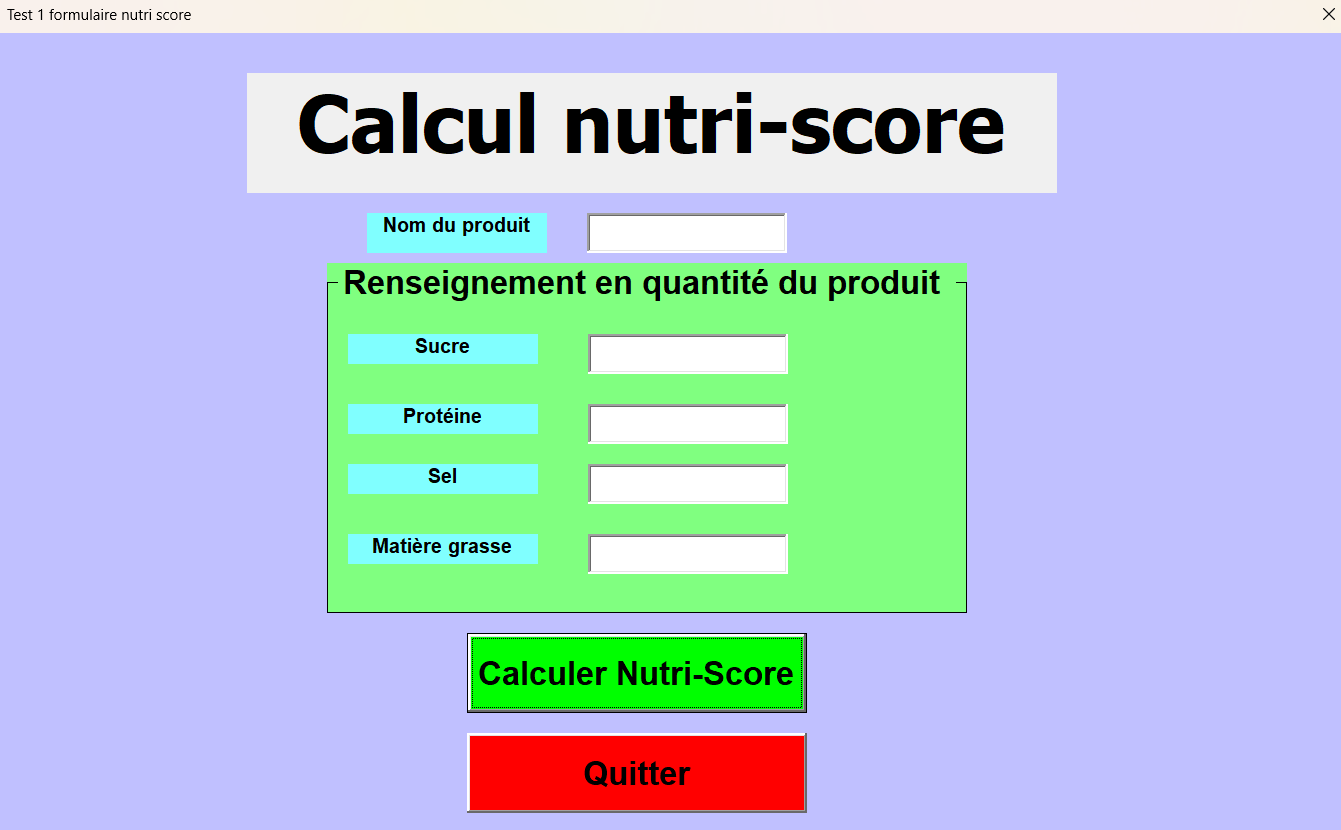 Test 1 formulaire nutri score
Calcul nutri-score
Nom du produit
Renseignement en quantité du produit
Sucre
Protéine
Sel
Matière grasse
Calculer Nutri-Score
Quitter